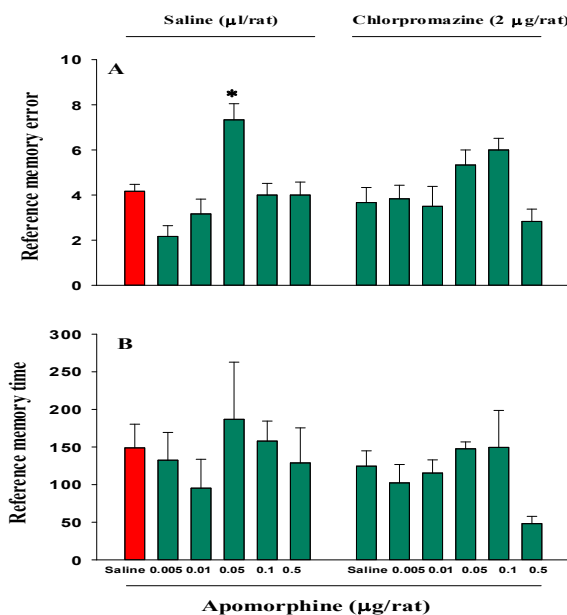 Saline (µl/rat) Chlorpromazine (2 µg/rat)
A
*
Reference memory error
10
8
6
4
2
0
B
Reference memory time
300
250
200
150
100
50
0
Saline 0.005 0.01 0.05 0.1 0.5 Saline 0.005 0.01 0.05 0.1 0.5
Apomorphine (µg/rat)